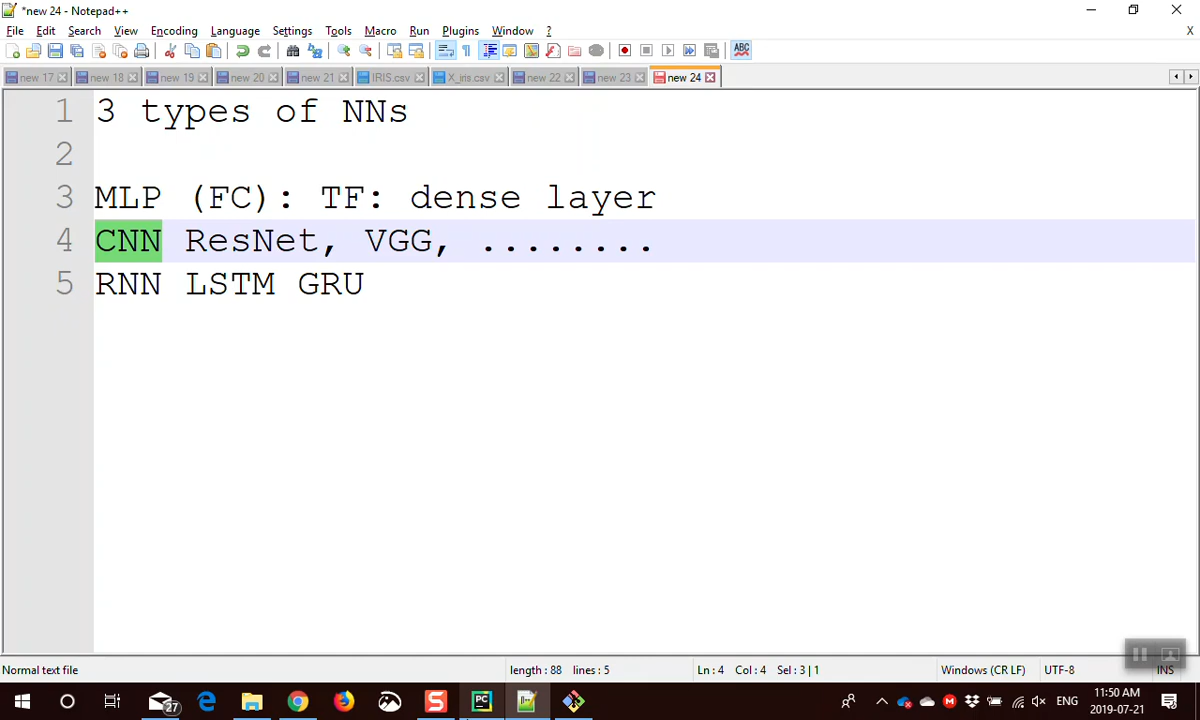 *new 24 - Notepad++
File Edit Search View Encoding Language Settings Tools Macro Run Plugins Window ? X
ABC
new 17 new 18 new 19 new 20 new 21 IRIS.csv X_iris.csv new 22 new 23 new 24
1 3 types of NNs
2
3 MLP (FC): TF: dense layer
4 CNN ResNet, VGG, ........
5 RNN LSTM GRU
Normal text file length : 88 lines : 5 Ln : 4 Col : 4 Sel : 3 | 1 Windows (CR LF) UTF-8 INS
27 S PC ENG 11:50 AM
2019-07-21